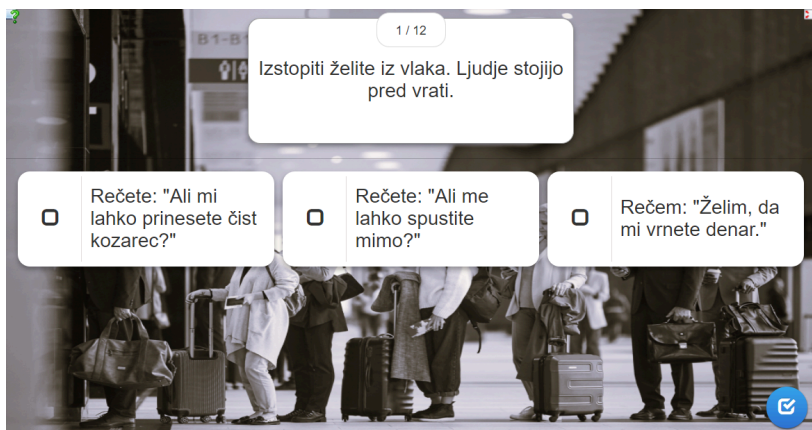 1 / 12
B1-B
Izstopiti želite iz vlaka. Ljudje stojijo
pred vrati.
Rečete: "Ali mi
lahko prinesete čist
kozarec?"
Rečete: "Ali me
lahko spustite
mimo?"
Rečem: "Želim, da
mi vrnete denar."